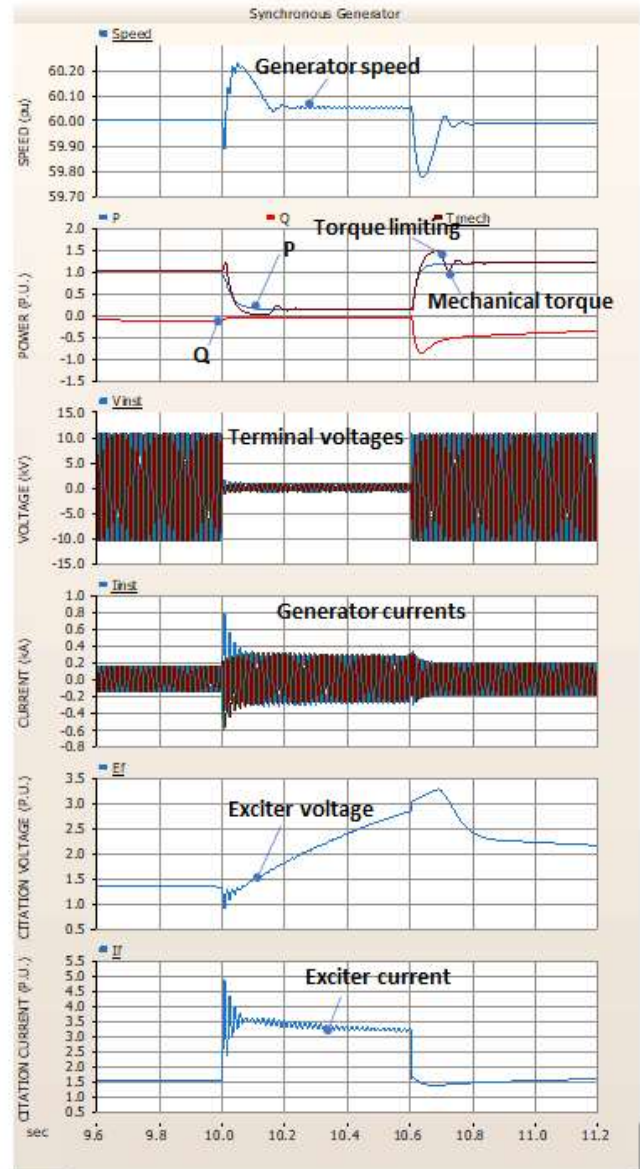 Synchronous Generator
Speed
SPEED (pu)
60.20
60.10
60.00
59.90
59.80
59.70
Generator speed
P Q Tmech
POWER (P.U.)
2.0
1.5
1.0
0.5
0.0
-0.5
-1.0
-1.5
Torque limiting
P
Mechanical torque
Q
Vinst
VOLTAGE (kV)
15.0
10.0
5.0
0.0
-5.0
-10.0
-15.0
Terminal voltages
Iinst
CURRENT (kA)
1.0
0.8
0.6
0.4
0.2
0.0
-0.2
-0.4
-0.6
-0.8
Generator currents
Ef
CITATION VOLTAGE (P.U.)
3.5
3.0
2.5
2.0
1.5
1.0
0.5
Exciter voltage
If
CITATION CURRENT (P.U.)
5.5
5.0
4.5
4.0
3.5
3.0
2.5
2.0
1.5
1.0
0.5
Exciter current
sec 9.6 9.8 10.0 10.2 10.4 10.6 10.8 11.0 11.2